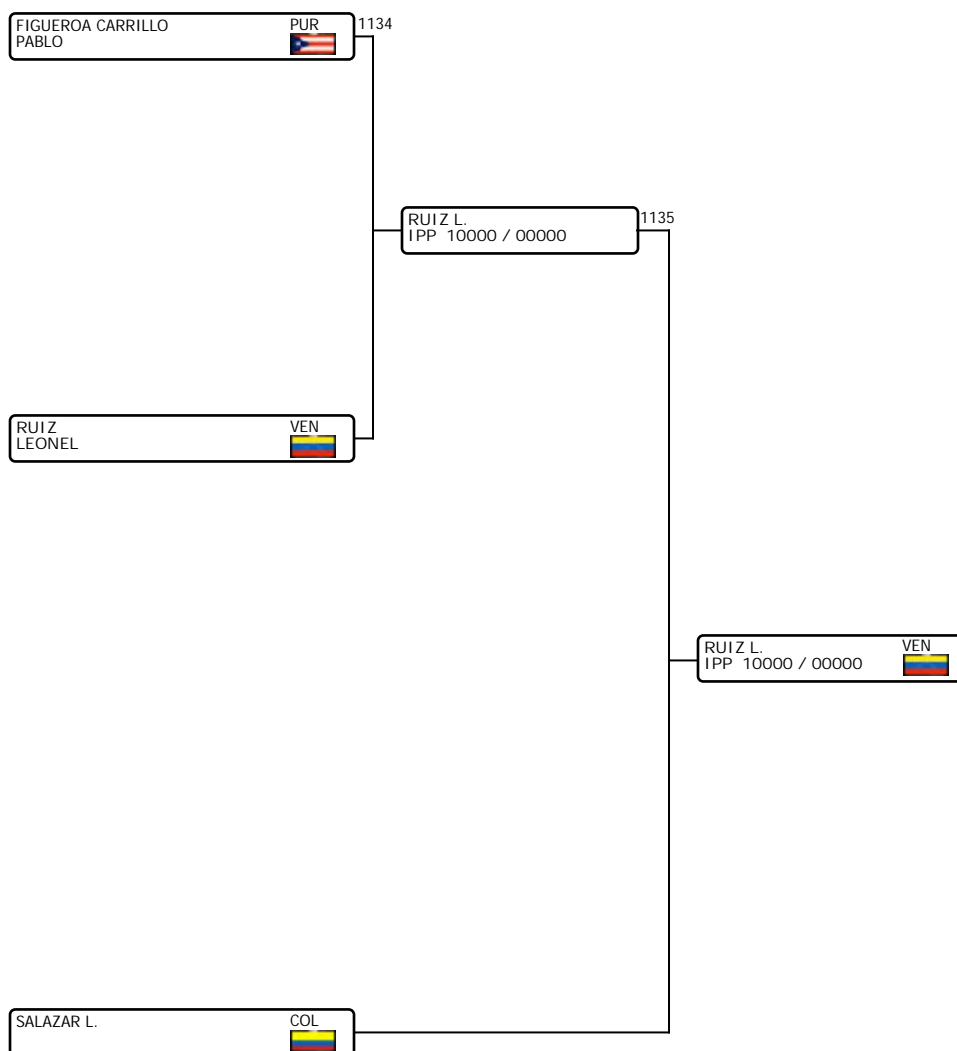 FIGUEROA CARRILLO PUR 1134
PABLO
RUIZ L. 1135
IPP 10000 / 00000
RUIZ VEN
LEONEL
RUIZ L. VEN
IPP 10000 / 00000
SALAZAR L. COL